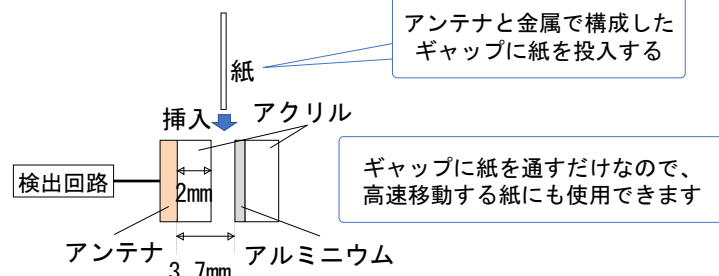 アンテナと金属で構成した
ギャップに紙を投入する
紙
挿入
アクリル
ギャップに紙を通すだけなので、
高速移動する紙にも使用できます
検出回路
2mm
アンテナ
アルミニウム
3.7mm